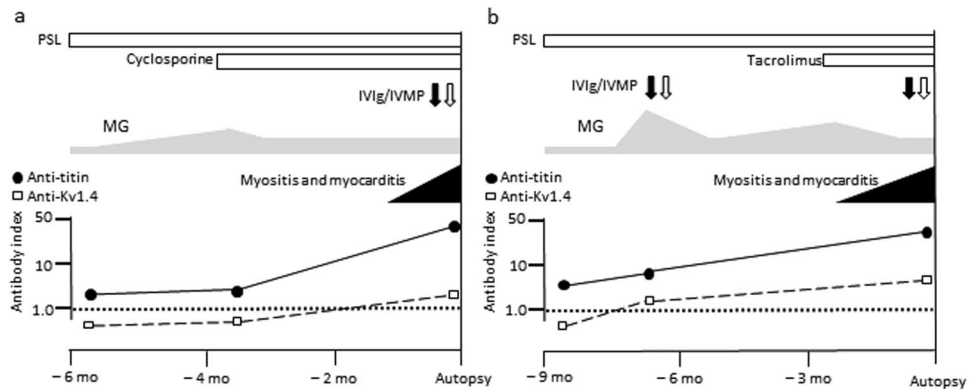 a
PSL
Cyclosporine
IVIg/IVMP
MG
Anti-titin
Anti-Kv1.4
Myositis and myocarditis
Antibody index
50
10
1.0
− 6 mo
− 4 mo
− 2 mo
Autopsy
b
PSL
Tacrolimus
IVIg/IVMP
MG
Anti-titin
Anti-Kv1.4
Myositis and myocarditis
Antibody index
50
10
1.0
− 9 mo
− 6 mo
− 3 mo
Autopsy